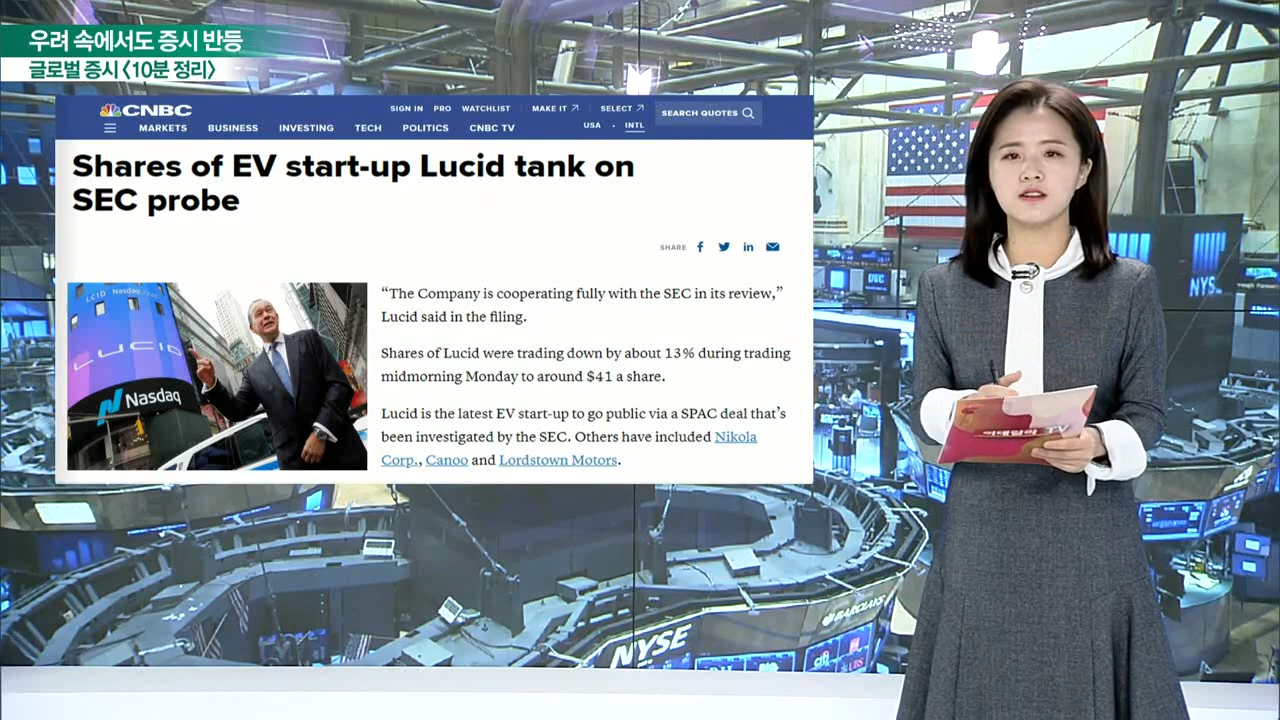 우려 속에서도 증시 반등
글로벌 증시 <10분 정리>
CNBC
SIGN IN PRO WATCHLIST MAKE IT SELECT SEARCH QUOTES
MARKETS BUSINESS INVESTING TECH POLITICS CNBC TV USA · INTL
Shares of EV start-up Lucid tank on
SEC probe
SHARE
“The Company is cooperating fully with the SEC in its review,”
Lucid said in the filing.
Shares of Lucid were trading down by about 13% during trading
midmorning Monday to around $41 a share.
Lucid is the latest EV start-up to go public via a SPAC deal that’s
been investigated by the SEC. Others have included Nikola
Corp., Canoo and Lordstown Motors.
LUCID
Nasdaq
NYS
NYSE
BARCLAYS
citi
UBS
TV